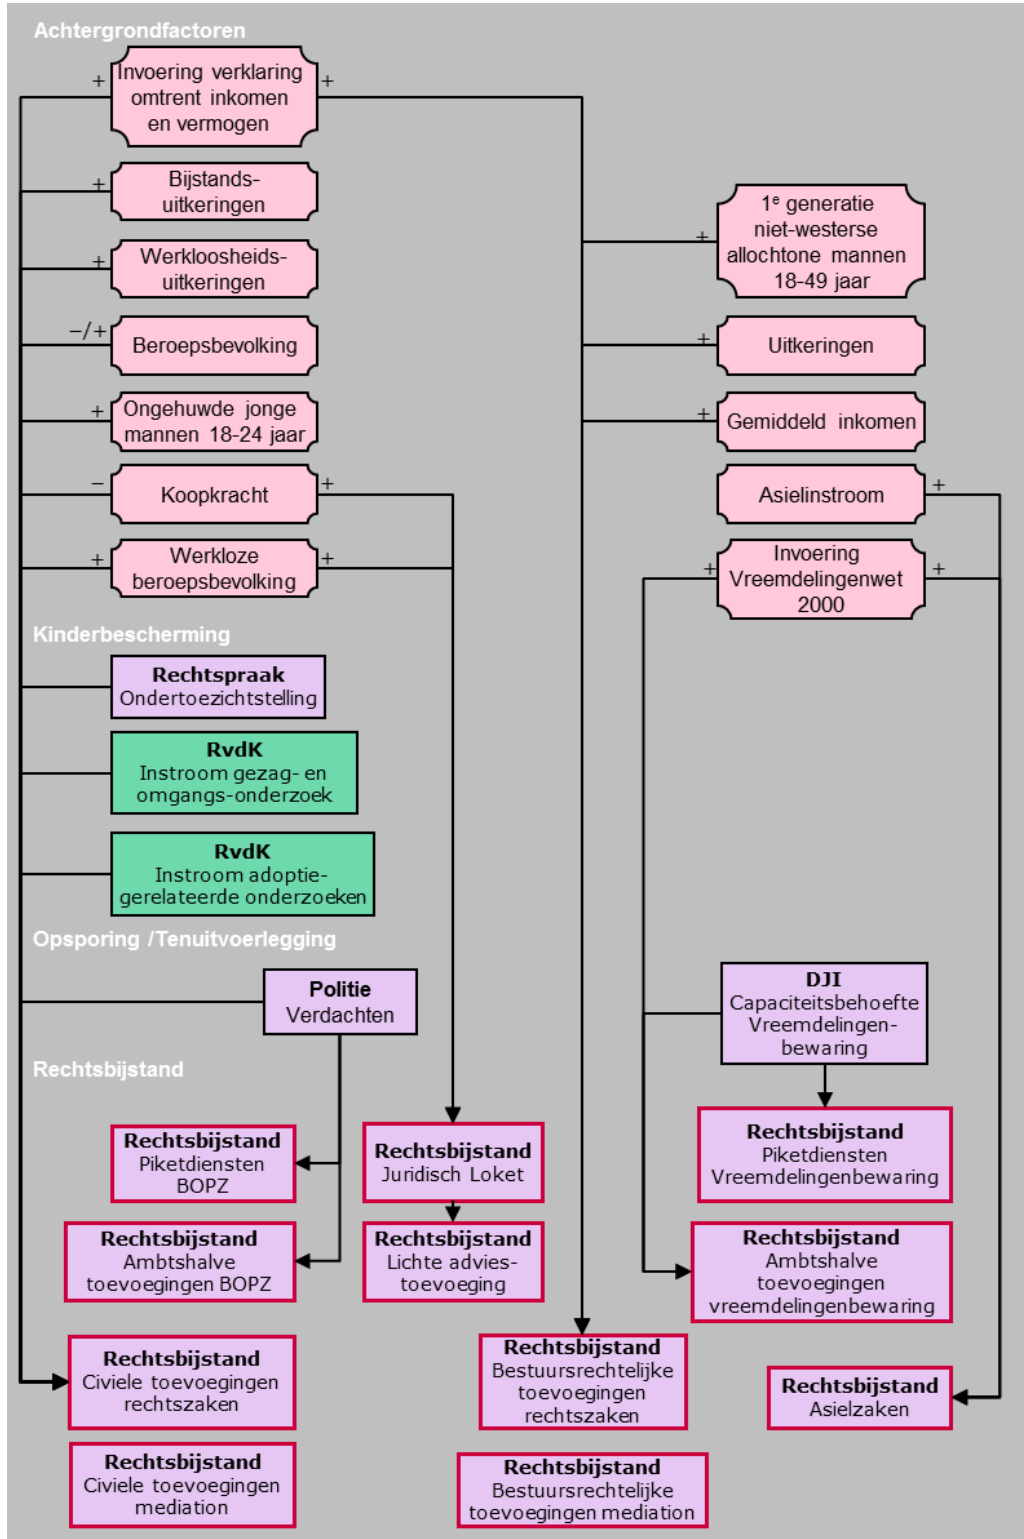 Achtergrondfactoren
+
Invoering verklaring
omtrent inkomen
en vermogen
+
+
Bijstands-
uitkeringen
+
Werkloosheids-
uitkeringen
−/+
Beroepsbevolking
+
Ongehuwde jonge
mannen 18-24 jaar
−
Koopkracht
+
+
Werkloze
beroepsbevolking
+
+
1e generatie
niet-westerse
allochtone mannen
18-49 jaar
+
Uitkeringen
+
Gemiddeld inkomen
Asielinstroom
+
+
Invoering
Vreemdelingenwet
2000
+
Kinderbescherming
Rechtspraak
Ondertoezichtstelling
RvdK
Instroom gezag- en
omgangs-onderzoek
RvdK
Instroom adoptie-
gerelateerde onderzoeken
Opsporing /Tenuitvoerlegging
Politie
Verdachten
DJI
Capaciteitsbehoefte
Vreemdelingen-
bewaring
Rechtsbijstand
Rechtsbijstand
Piketdiensten
BOPZ
Rechtsbijstand
Juridisch Loket
Rechtsbijstand
Piketdiensten
Vreemdelingenbewaring
Rechtsbijstand
Ambtshalve
toevoegingen BOPZ
Rechtsbijstand
Lichte advies-
toevoeging
Rechtsbijstand
Ambtshalve
toevoegingen
vreemdelingenbewaring
Rechtsbijstand
Civiele toevoegingen
rechtszaken
Rechtsbijstand
Bestuursrechtelijke
toevoegingen
rechtszaken
Rechtsbijstand
Asielzaken
Rechtsbijstand
Civiele toevoegingen
mediation
Rechtsbijstand
Bestuursrechtelijke
toevoegingen mediation